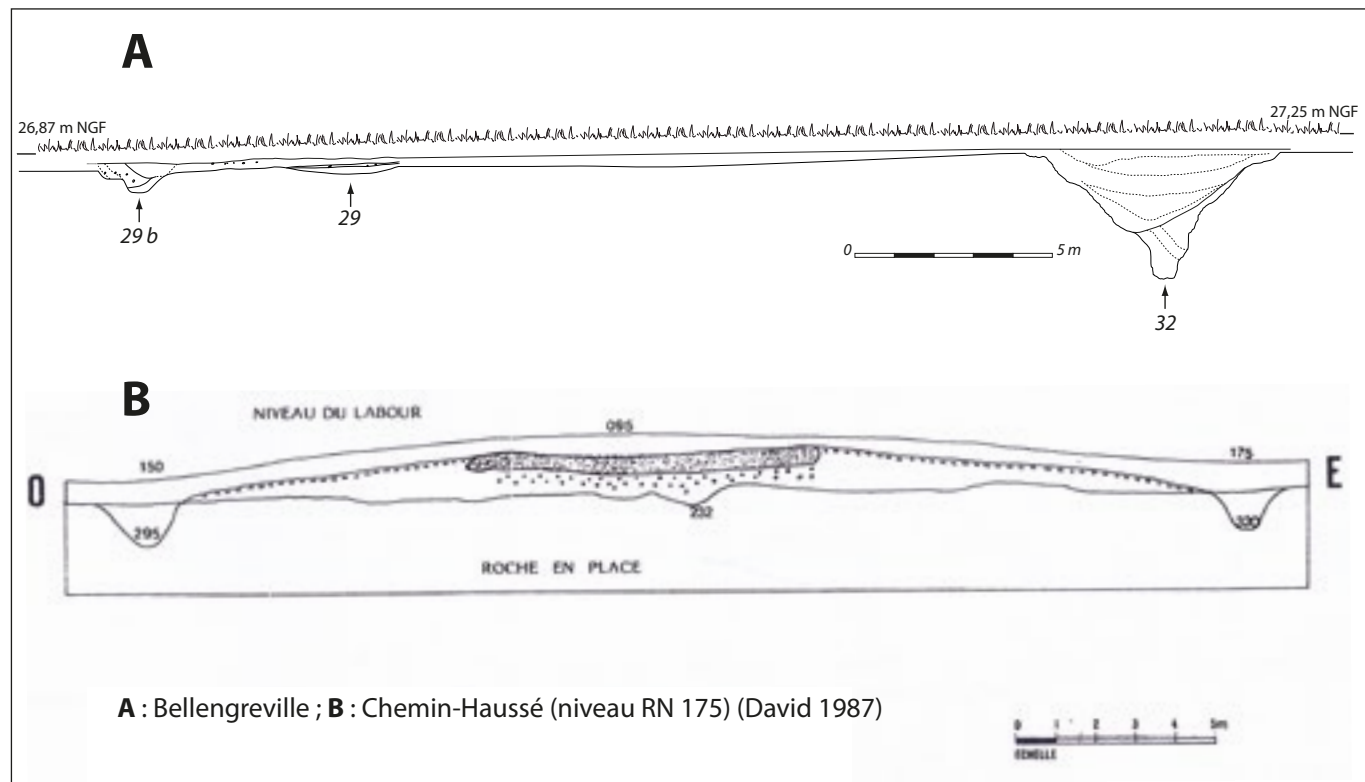 A
26,87 m NGF
27,25 m NGF
29 b
29
0 5 m
32
B
NIVEAU DU LABOUR
095
150
175
O
E
295
232
330
ROCHE EN PLACE
A : Bellengreville ; B : Chemin-Haussé (niveau RN 175) (David 1987)
0 1 2 3 4 5m
ECHELLE